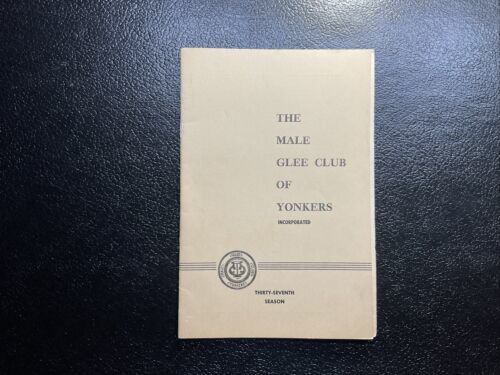 THE
MALE
GLEE CLUB
OF
YONKERS
INCORPORATED
THIRTY-SEVENTH
SEASON